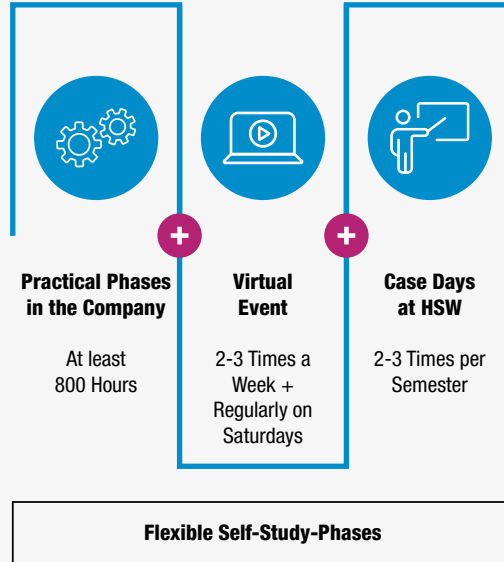 Practical Phases
in the Company
At least
800 Hours
+
Virtual
Event
2-3 Times a
Week +
Regularly on
Saturdays
+
Case Days
at HSW
2-3 Times per
Semester
Flexible Self-Study-Phases